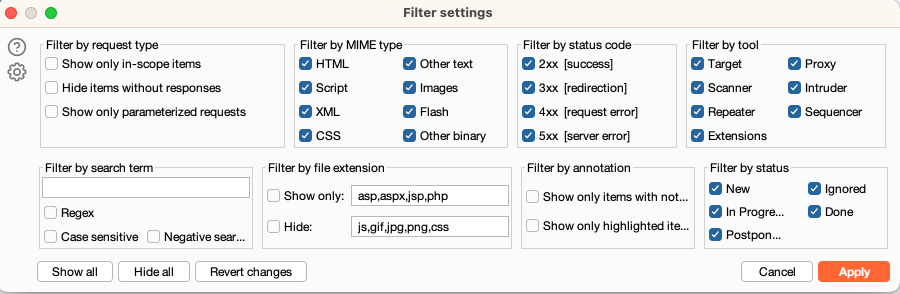 Filter settings
Filter by request type
Show only in-scope items
Hide items without responses
Show only parameterized requests
Filter by MIME type
HTML
Other text
Script
Images
XML
Flash
CSS
Other binary
Filter by status code
2xx [success]
3xx [redirection]
4xx [request error]
5xx [server error]
Filter by tool
Target
Proxy
Scanner
Intruder
Repeater
Sequencer
Extensions
Filter by search term
Regex
Case sensitive
Negative sear...
Filter by file extension
Show only:
asp,aspx,jsp,php
Hide:
js,gif,jpg,png,css
Filter by annotation
Show only items with not...
Show only highlighted ite...
Filter by status
New
Ignored
In Progre...
Done
Postpon...
Show all
Hide all
Revert changes
Cancel
Apply